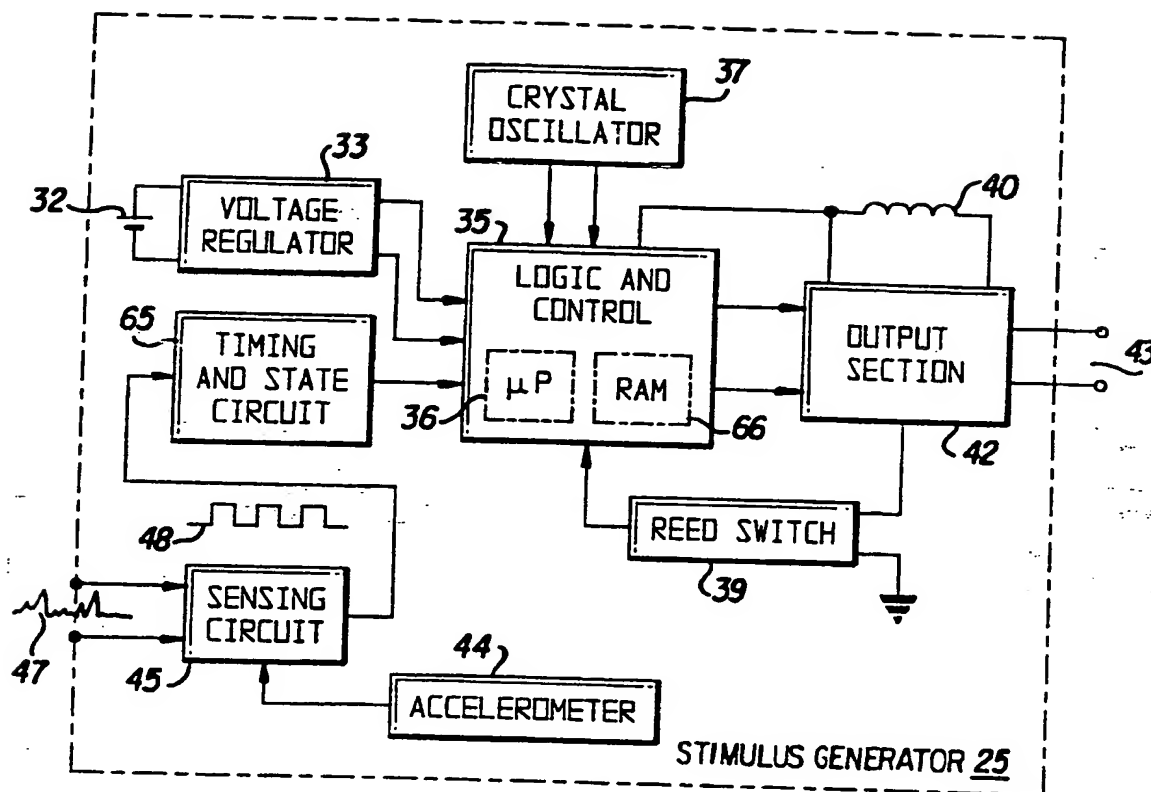 37
CRYSTAL
OSCILLATOR
33
32
VOLTAGE
REGULATOR
40
35
LOGIC AND
CONTROL
65
TIMING
AND STATE
CIRCUIT
OUTPUT
SECTION
43
μP
RAM
36
66
42
48
REED SWITCH
39
SENSING
CIRCUIT
47
45
44
ACCELEROMETER
STIMULUS GENERATOR 25